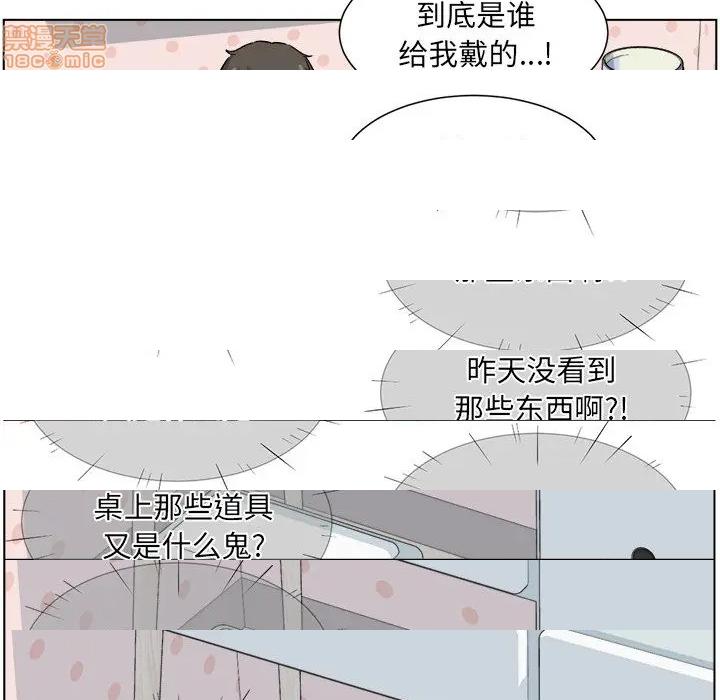 禁漫天堂
18comic
到底是谁
给我戴的...!
昨天没看到
那些东西啊?!
桌上那些道具
又是什么鬼?